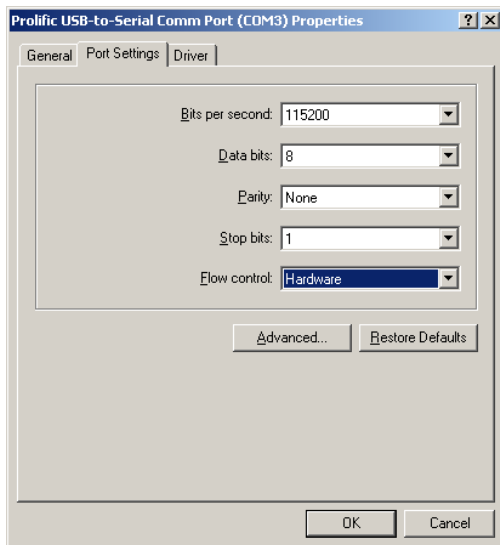 Prolific USB-to-Serial Comm Port (COM3) Properties ? X
General Port Settings Driver
Bits per second: 115200
Data bits: 8
Parity: None
Stop bits: 1
Flow control: Hardware
Advanced... Restore Defaults
OK Cancel